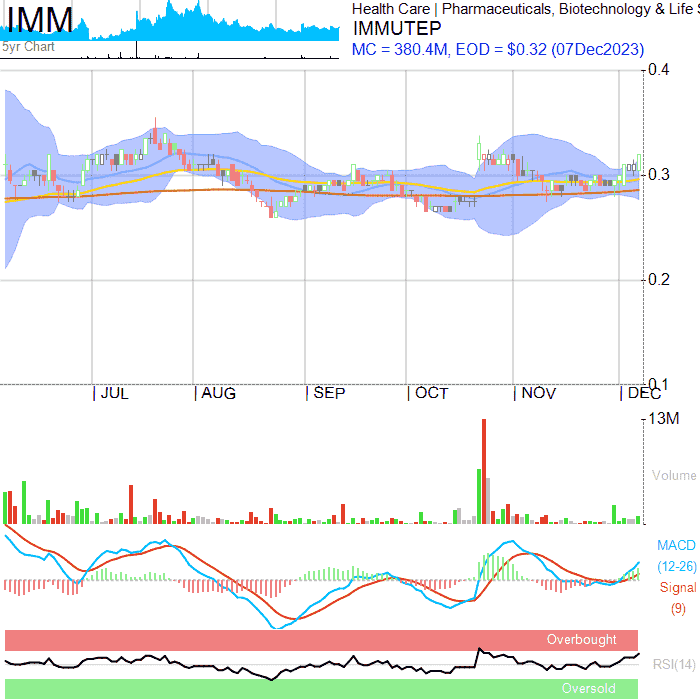 IMM
5yr Chart
Health Care | Pharmaceuticals, Biotechnology & Life S
IMMUTEP
MC = 380.4M, EOD = $0.32 (07Dec2023)
0.4
0.3
0.2
0.1
JUL
AUG
SEP
OCT
NOV
DEC
13M
Volume
MACD
(12-26)
Signal
(9)
Overbought
RSI(14)
Oversold